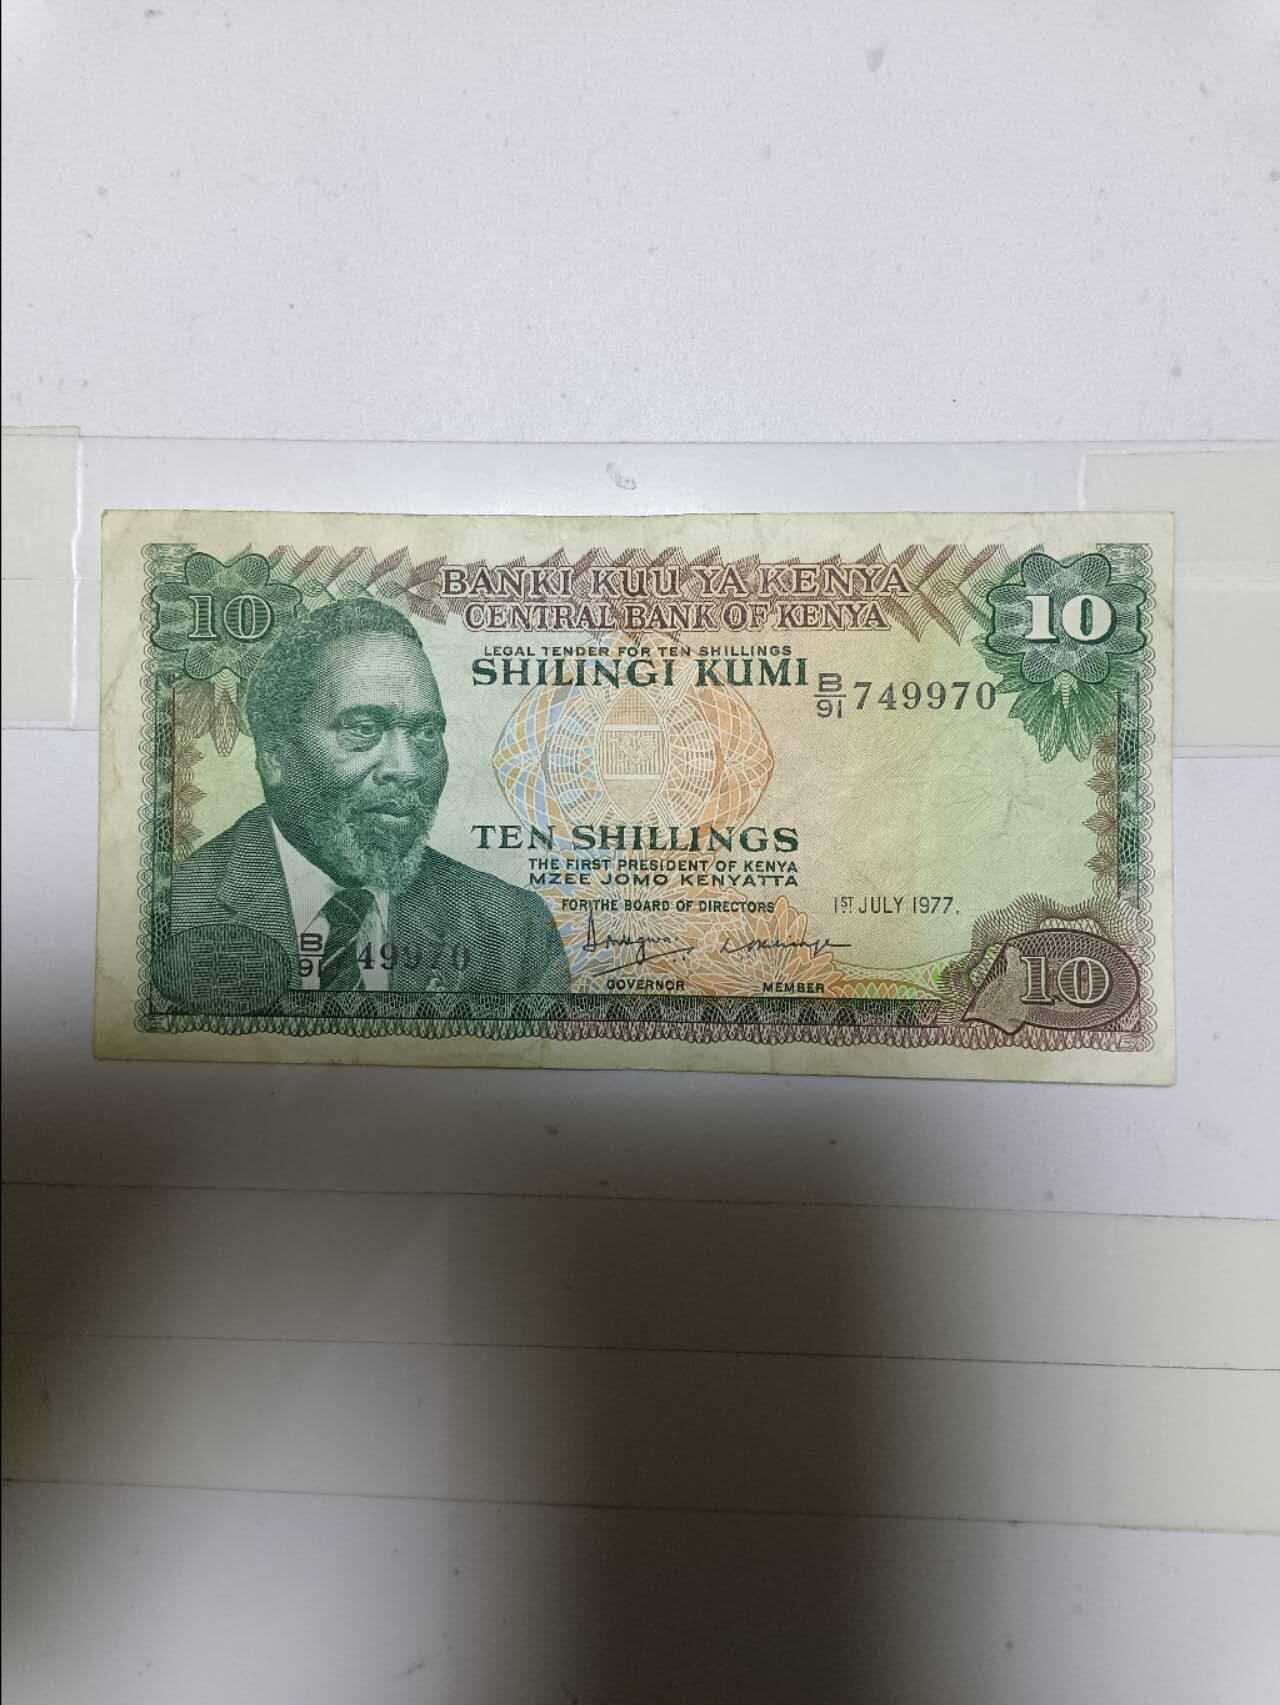 10
BANKI KUU YA KENYA
10
CENTRAL BANK OF KENYA
LEGAL TENDER FOR TEN SHILLINGS
SHILINGI KUMI
B/91 749970
TEN SHILLINGS
THE FIRST PRESIDENT OF KENYA
MZEE JOMO KENYATTA
FOR THE BOARD OF DIRECTORS
1ST JULY 1977.
B/91 749970
GOVERNOR
MEMBER
10